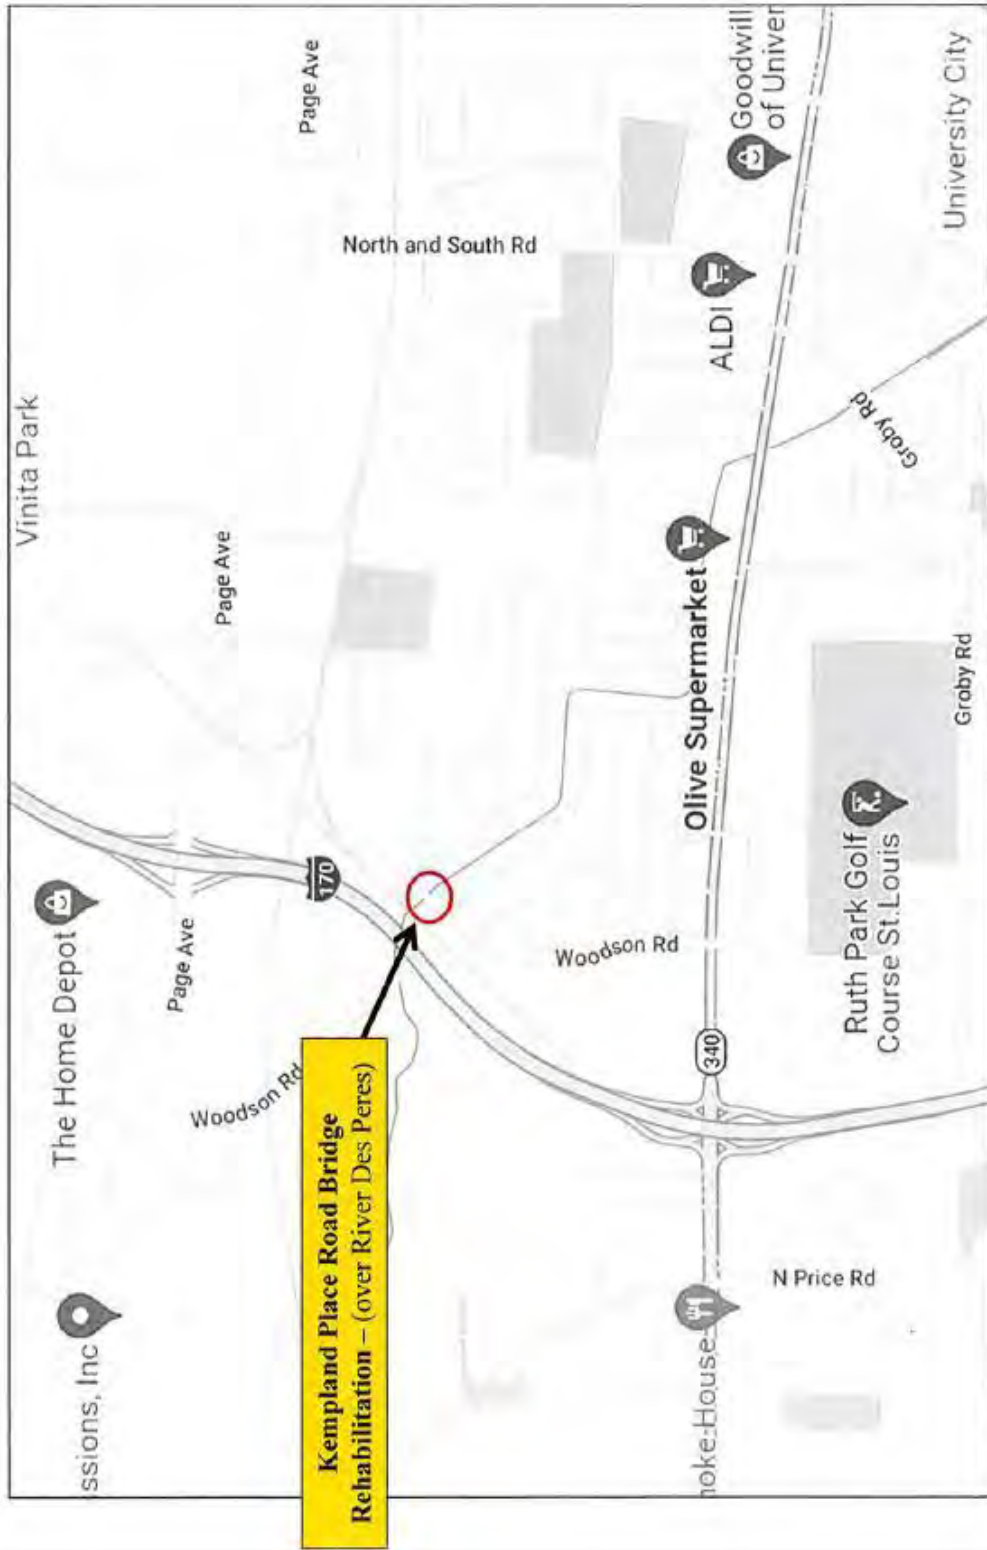 Vinita Park
Page Ave
Page Ave
North and South Rd
Goodwill
of Univer
University City
ALDI
Groby Rd
Olive Supermarket
Groby Rd
Ruth Park Golf
Course St.Louis
The Home Depot
Page Ave
170
Woodson Rd
Woodson Rd
340
Kempland Place Road Bridge
Rehabilitation – (over River Des Peres)
ssions, Inc
N Price Rd
noke House